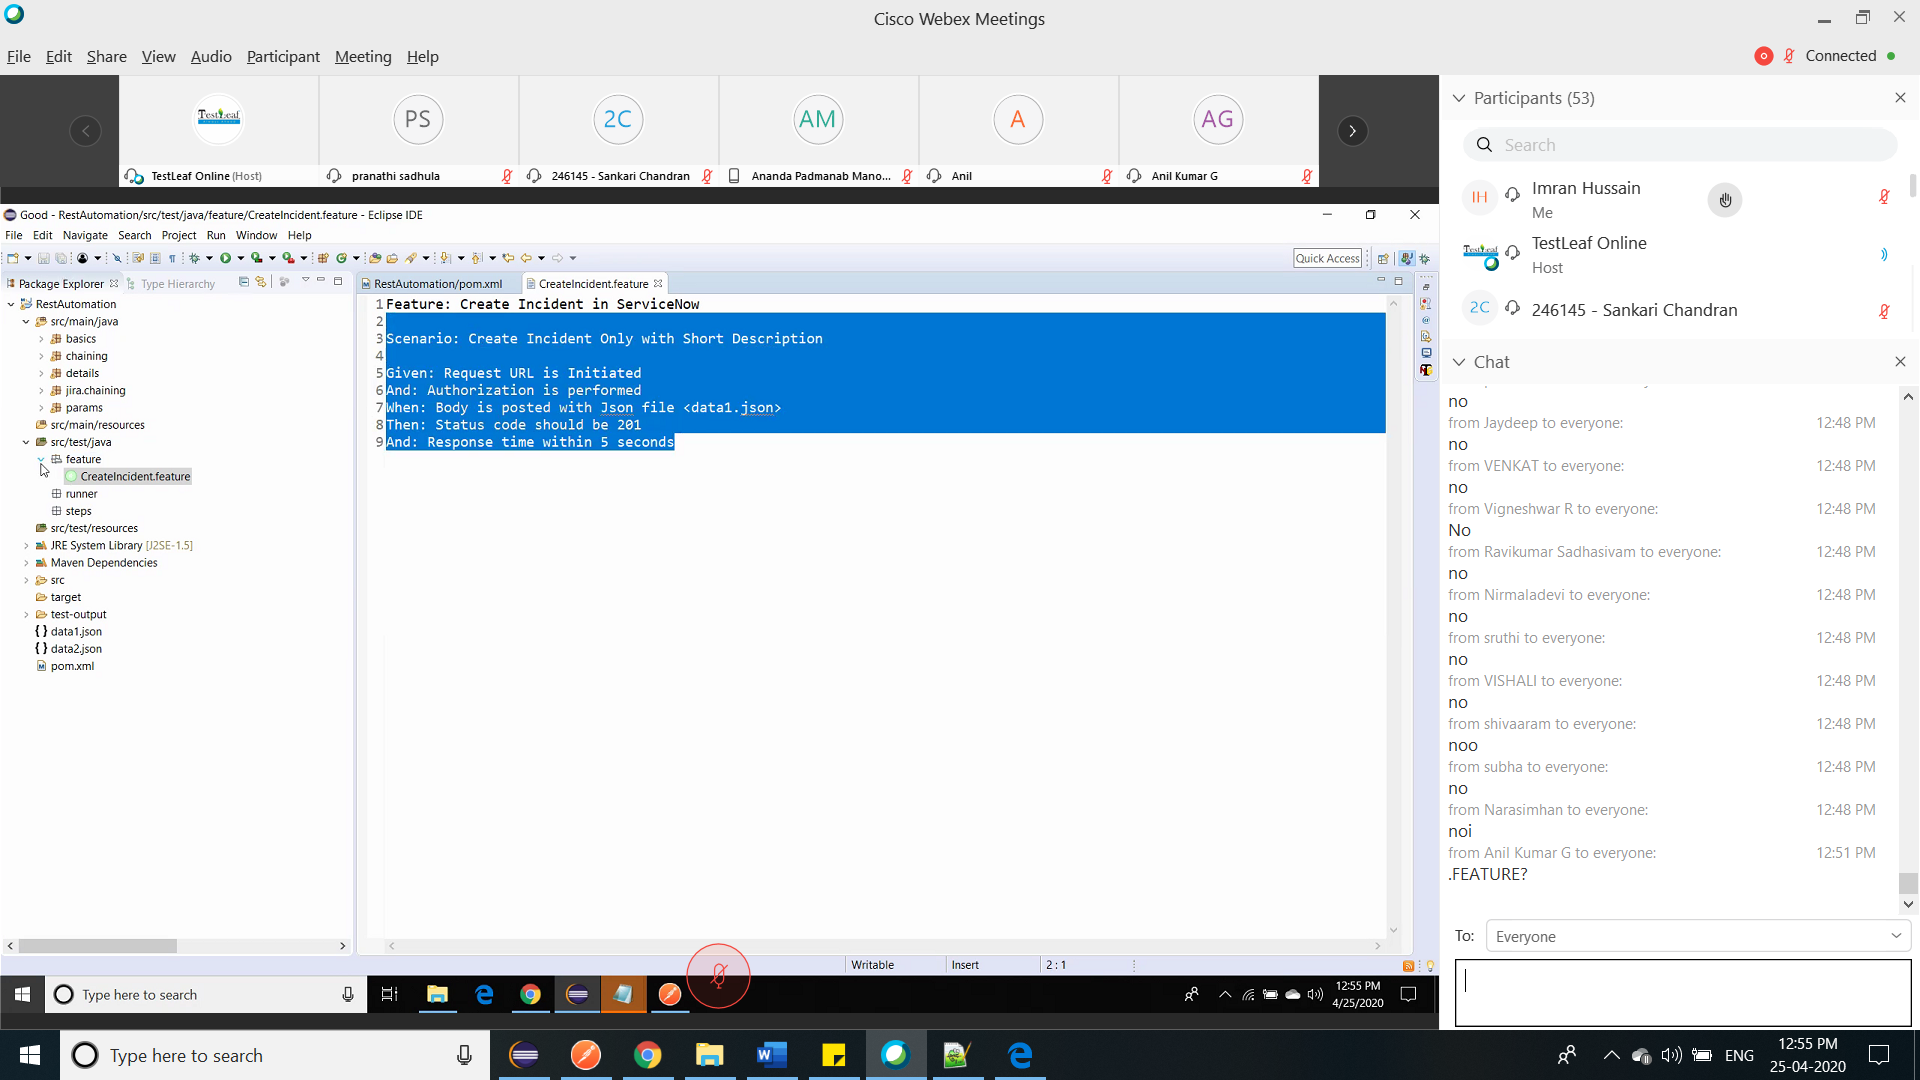 Cisco Webex Meetings
File Edit Share View Audio Participant Meeting Help
Connected
TestLeaf
PS
2C
AM
A
AG
TestLeaf Online (Host)
pranathi sadhula
246145 - Sankari Chandran
Ananda Padmanab Mano...
Anil
Anil Kumar G
Good - RestAutomation/src/test/java/feature/CreateIncident.feature - Eclipse IDE
File Edit Navigate Search Project Run Window Help
Quick Access
Package Explorer
Type Hierarchy
RestAutomation
src/main/java
basics
chaining
details
jira.chaining
params
src/main/resources
src/test/java
feature
CreateIncident.feature
runner
steps
src/test/resources
JRE System Library [J2SE-1.5]
Maven Dependencies
src
target
test-output
data1.json
data2.json
pom.xml
RestAutomation/pom.xml
CreateIncident.feature
1 Feature: Create Incident in ServiceNow
2
3 Scenario: Create Incident Only with Short Description
4
5 Given: Request URL is Initiated
6 And: Authorization is performed
7 When: Body is posted with Json file <data1.json>
8 Then: Status code should be 201
9 And: Response time within 5 seconds
Writable
Insert
2 : 1
Type here to search
12:55 PM
4/25/2020
Participants (53)
Search
IH
Imran Hussain
Me
TestLeaf
TestLeaf Online
Host
2C
246145 - Sankari Chandran
Chat
no
from Jaydeep to everyone: 12:48 PM
no
from VENKAT to everyone: 12:48 PM
no
from Vigneshwar R to everyone: 12:48 PM
No
from Ravikumar Sadhasivam to everyone: 12:48 PM
no
from Nirmaladevi to everyone: 12:48 PM
no
from sruthi to everyone: 12:48 PM
no
from VISHALI to everyone: 12:48 PM
no
from shivaaram to everyone: 12:48 PM
noo
from subha to everyone: 12:48 PM
no
from Narasimhan to everyone: 12:48 PM
noi
from Anil Kumar G to everyone: 12:51 PM
.FEATURE?
To: Everyone
Type here to search
ENG
12:55 PM
25-04-2020